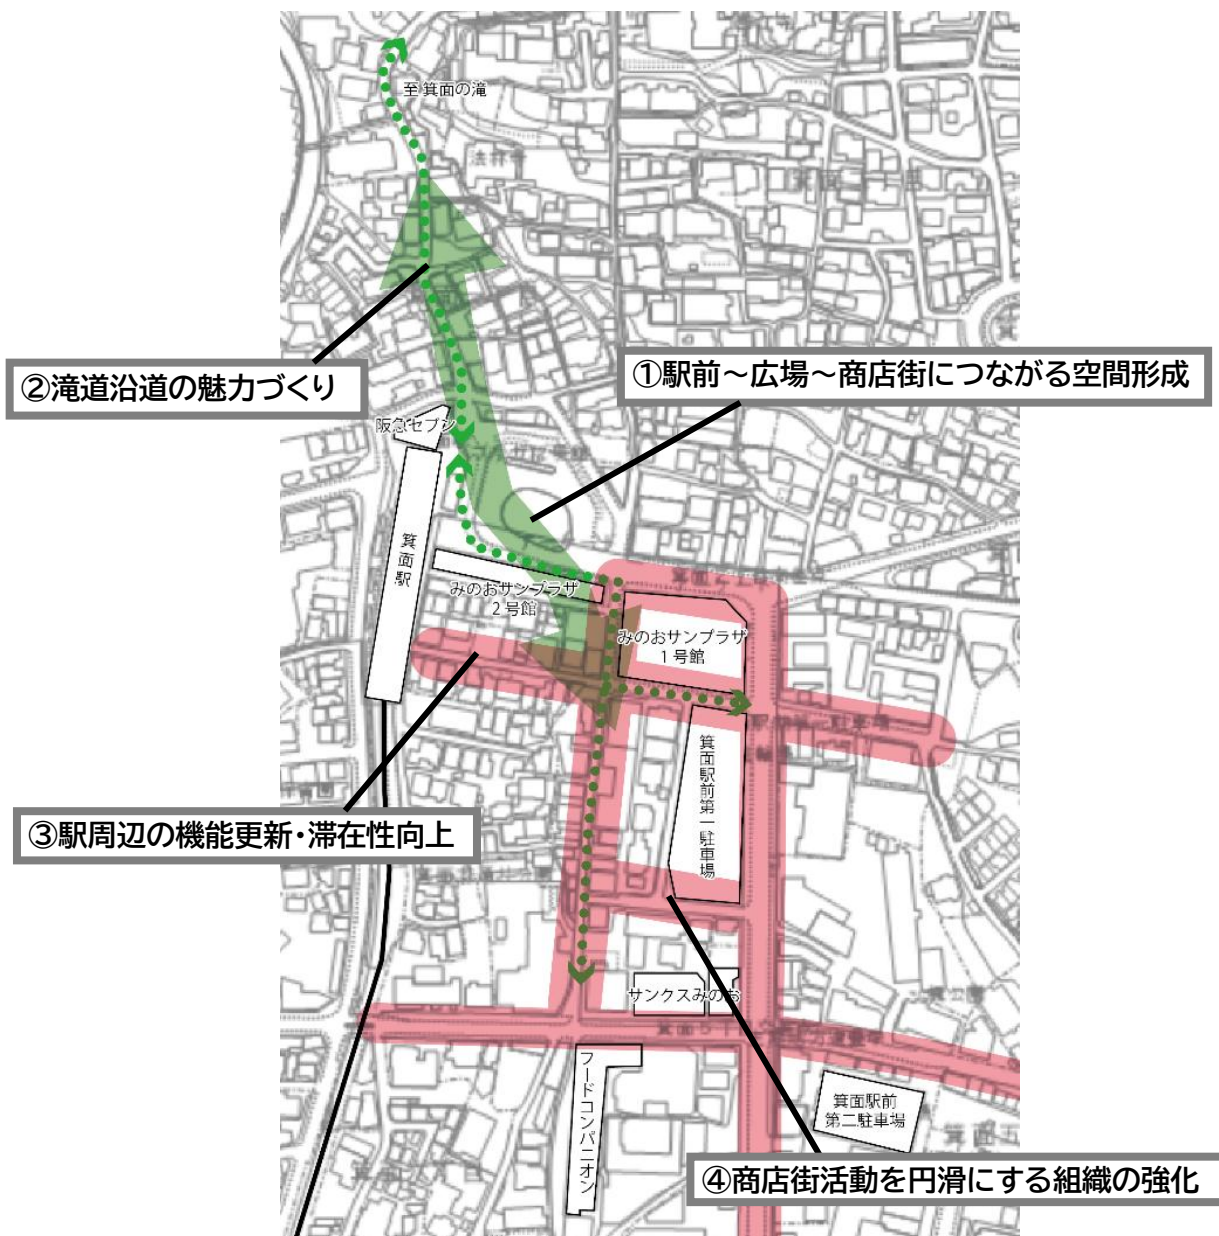 至 箕面の滝
法林寺
①駅前～広場～商店街につながる空間形成
②滝道沿道の魅力づくり
阪急セブン
箕面駅
みのおサンプラザ
2号館
みのおサンプラザ
1号館
箕面駅前第一駐車場
③駅周辺の機能更新・滞在性向上
サンクスみのお
フードコンパニオン
箕面駅前
第二駐車場
④商店街活動を円滑にする組織の強化